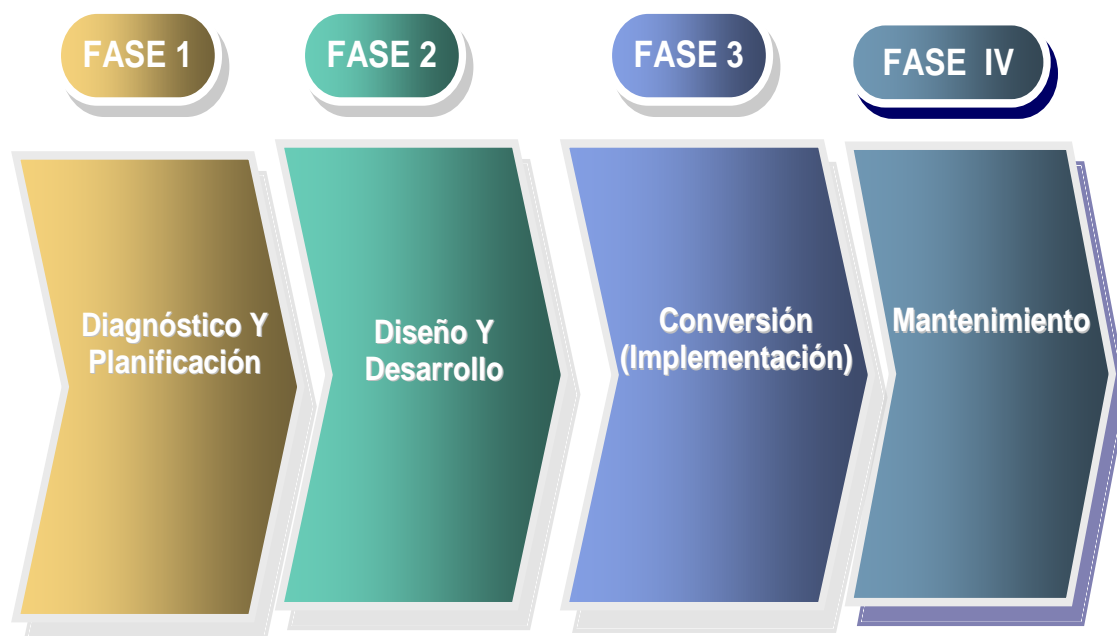 FASE 1
FASE 2
FASE 3
FASE IV
Diagnóstico Y
Planificación
Diseño Y
Desarrollo
Conversión
(Implementación)
Mantenimiento